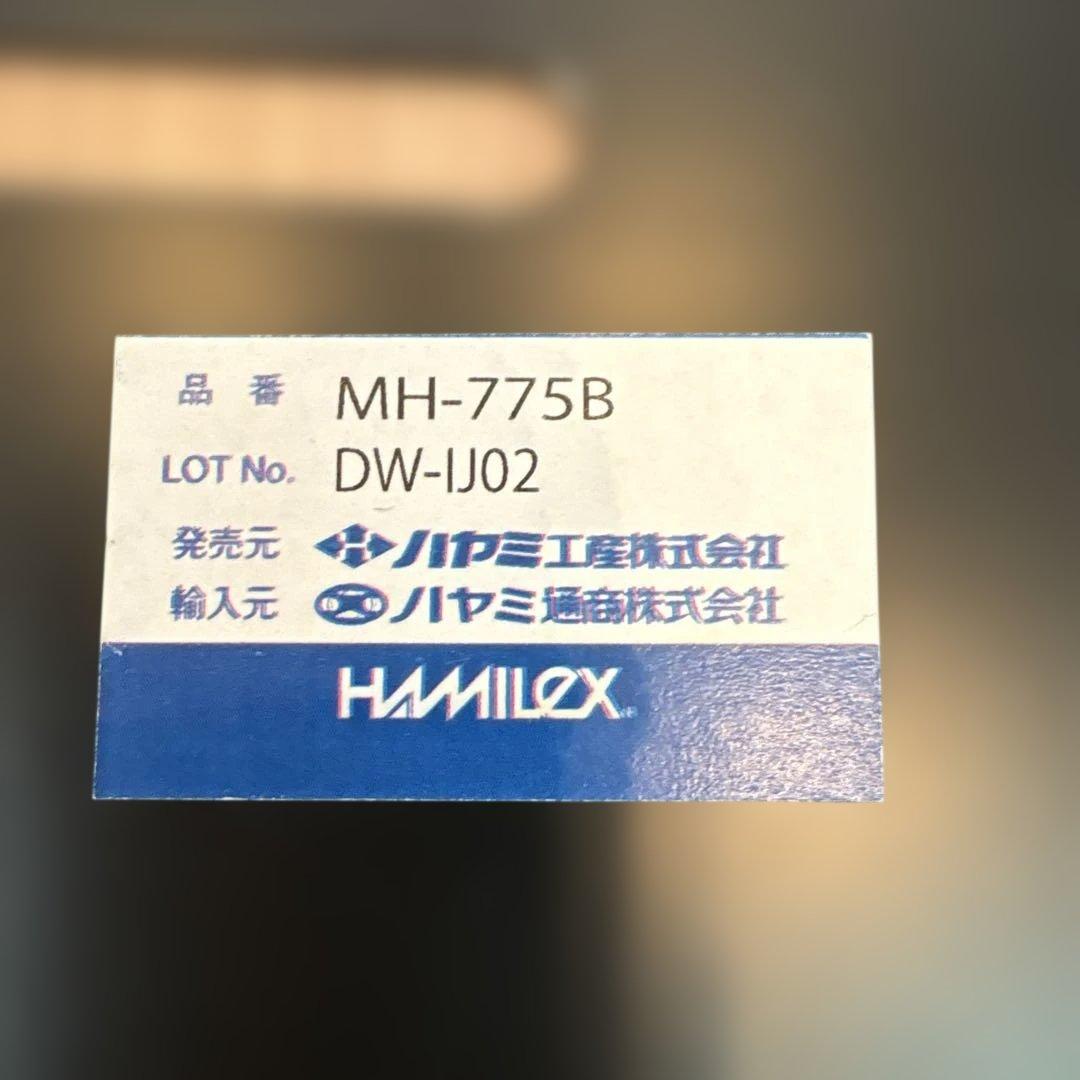 品 番 MH-775B
LOT No. DW-IJ02
発売元 ハヤミ工産株式会社
輸入元 ハヤミ通商株式会社
HAMILeX